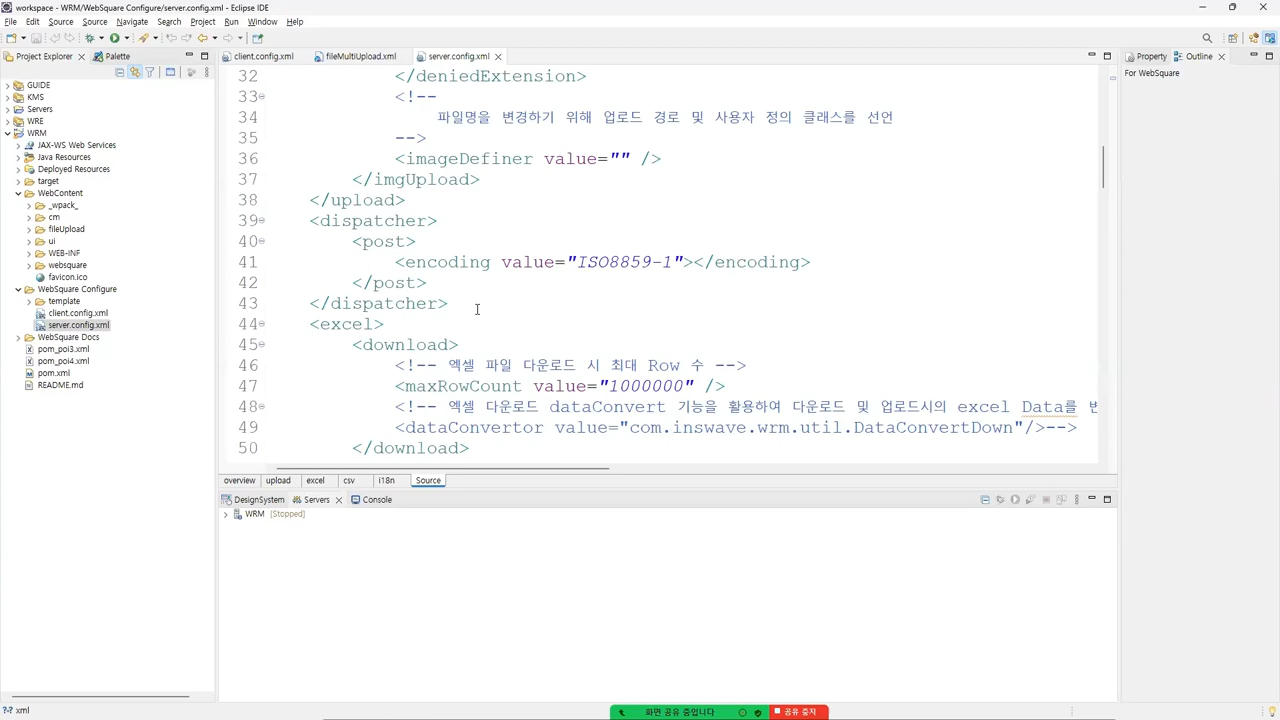 workspace - WRM/WebSquare Configure/server.config.xml - Eclipse IDE
File Edit Source Source Navigate Search Project Run Window Help
Project Explorer Palette
client.config.xml fileMultiUpload.xml server.config.xml
Property Outline
For WebSquare
GUIDE
KMS
Servers
WRE
WRM
JAX-WS Web Services
Java Resources
Deployed Resources
target
WebContent
_wpack_
cm
fileUpload
ui
WEB-INF
websquare
favicon.ico
WebSquare Configure
template
client.config.xml
server.config.xml
WebSquare Docs
pom_poi3.xml
pom_poi4.xml
pom.xml
README.md
32 </deniedExtension>
33 <!--
34 파일명을 변경하기 위해 업로드 경로 및 사용자 정의 클래스를 선언
35 -->
36 <imageDefiner value="" />
37 </imgUpload>
38 </upload>
39 <dispatcher>
40 <post>
41 <encoding value="ISO8859-1"></encoding>
42 </post>
43 </dispatcher>
44 <excel>
45 <download>
46 <!-- 엑셀 파일 다운로드 시 최대 Row 수 -->
47 <maxRowCount value="1000000" />
48 <!-- 엑셀 다운로드 dataConvert 기능을 활용하여 다운로드 및 업로드시의 excel Data를 변
49 <dataConvertor value="com.inswave.wrm.util.DataConvertDown"/>-->
50 </download>
overview upload excel csv i18n Source
DesignSystem Servers Console
WRM [Stopped]
xml
화면 공유 중입니다 공유 중지